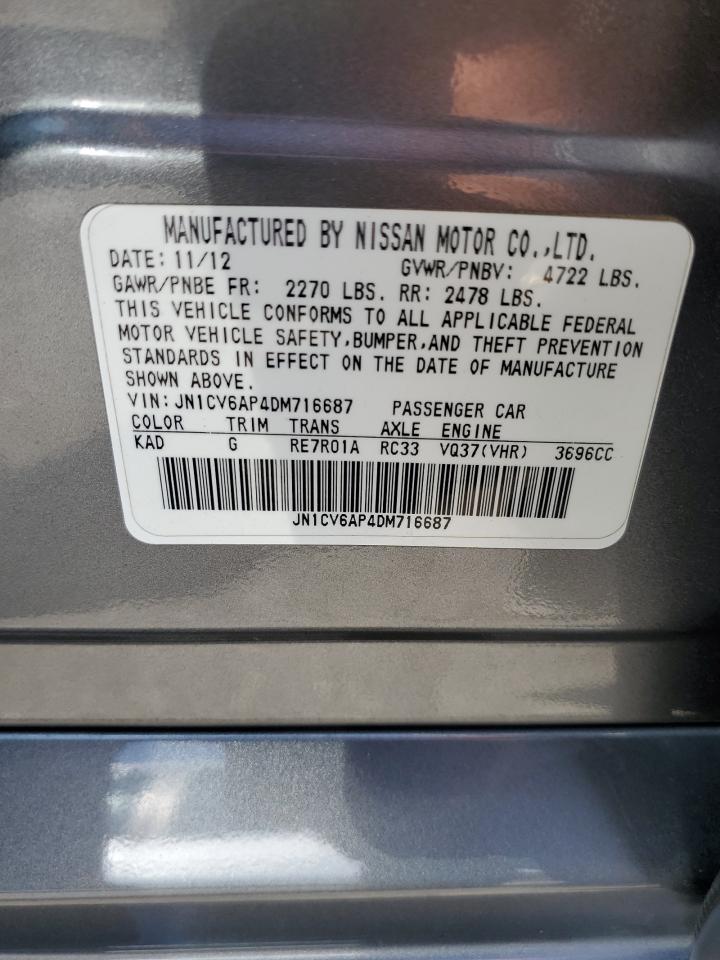 MANUFACTURED BY NISSAN MOTOR CO.,LTD.
DATE: 11/12 GVWR/PNBV: 4722 LBS.
GAWR/PNBE FR: 2270 LBS. RR: 2478 LBS.
THIS VEHICLE CONFORMS TO ALL APPLICABLE FEDERAL
MOTOR VEHICLE SAFETY,BUMPER,AND THEFT PREVENTION
STANDARDS IN EFFECT ON THE DATE OF MANUFACTURE
SHOWN ABOVE.
VIN: JN1CV6AP4DM716687 PASSENGER CAR
COLOR TRIM TRANS AXLE ENGINE
KAD G RE7R01A RC33 VQ37(VHR) 3696CC
JN1CV6AP4DM716687